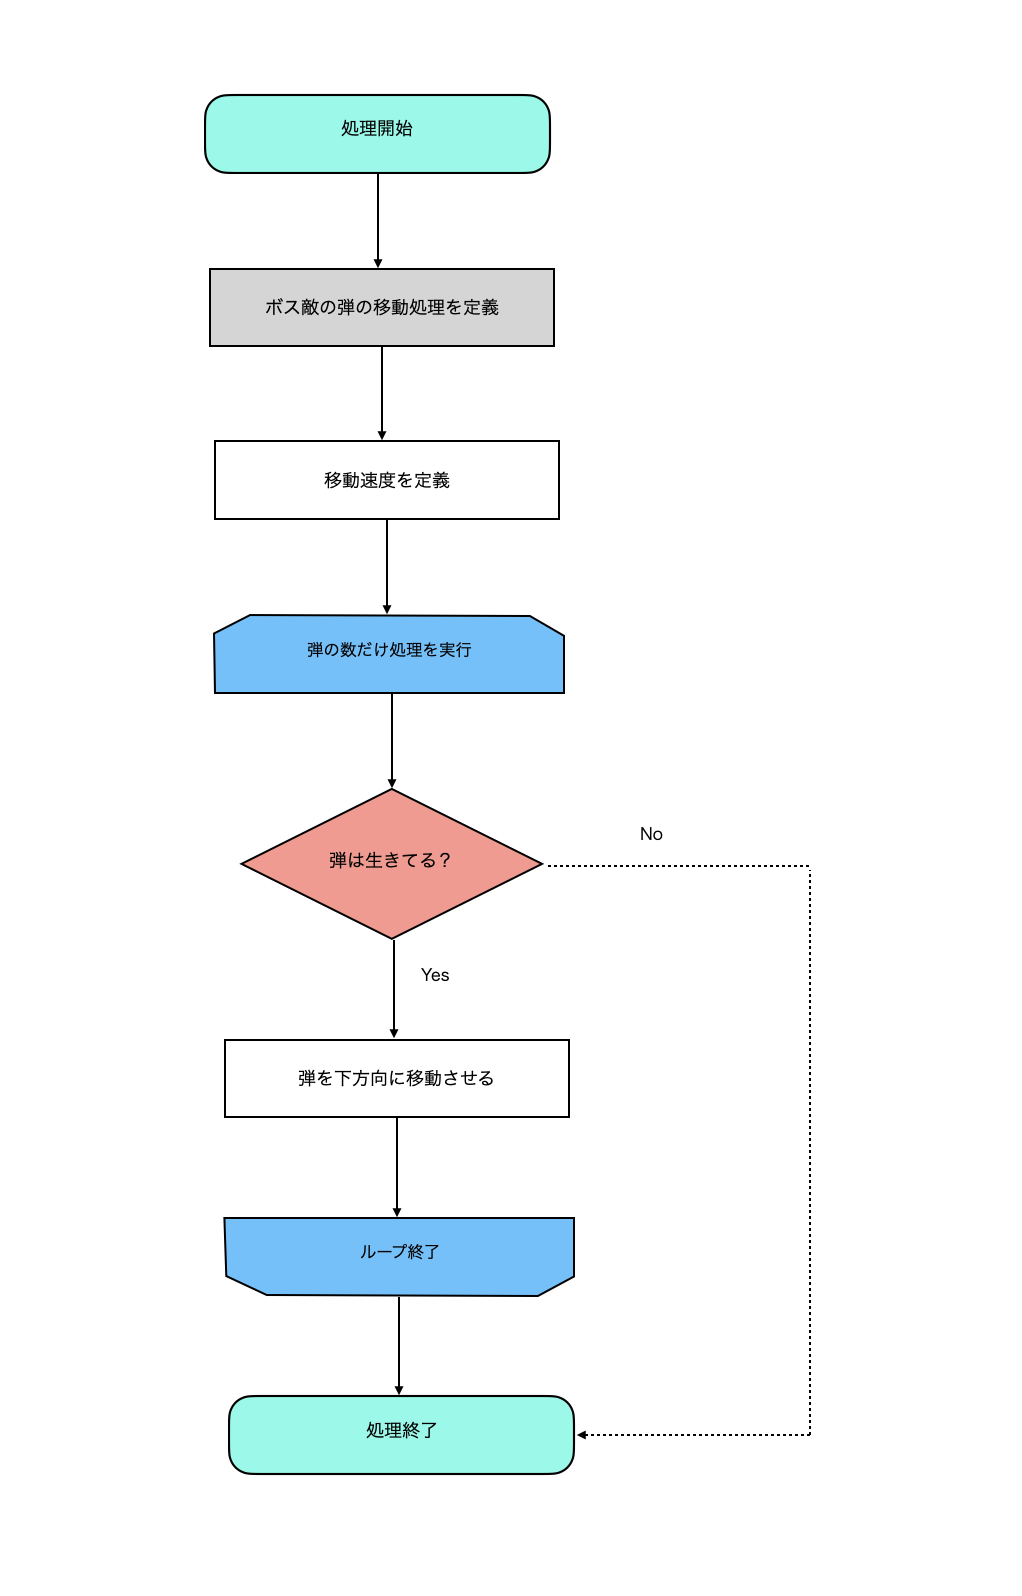 処理開始
ボス敵の弾の移動処理を定義
移動速度を定義
弾の数だけ処理を実行
弾は生きてる？
No
Yes
弾を下方向に移動させる
ループ終了
処理終了